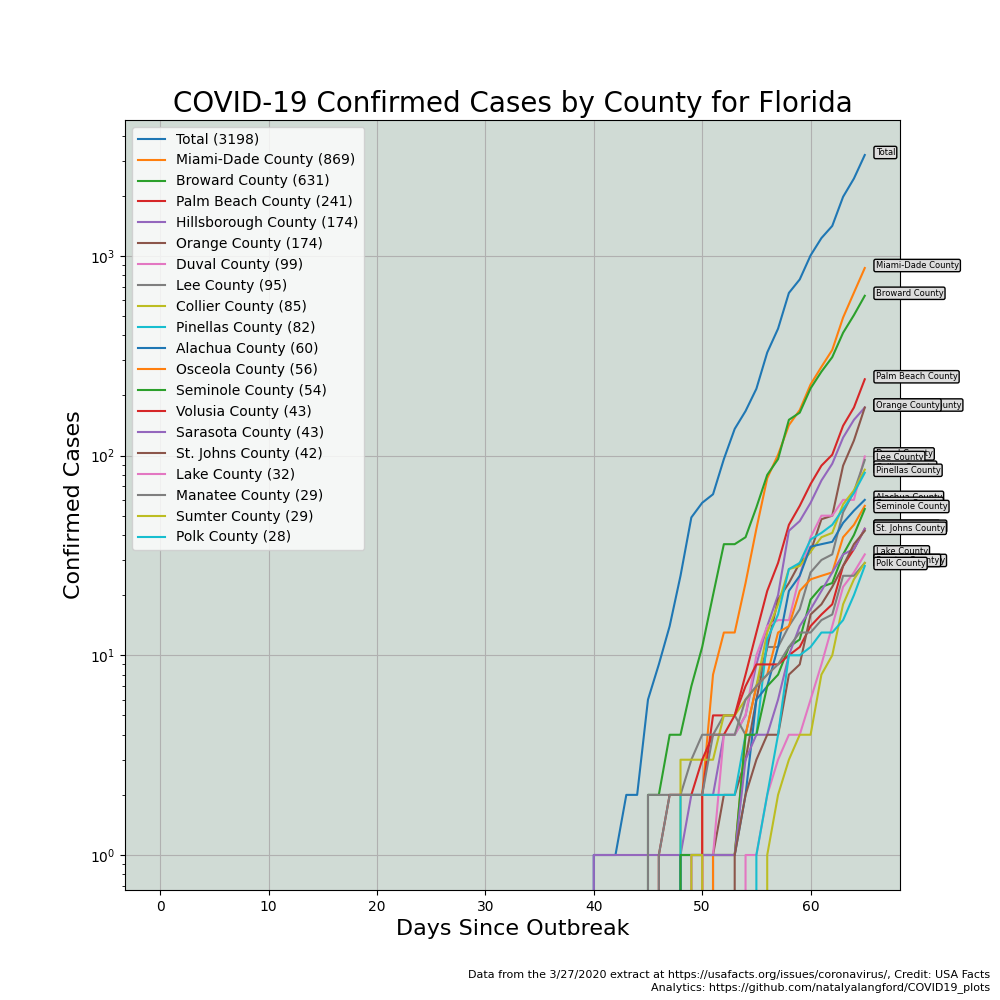 COVID-19 Confirmed Cases by County for Florida
Total (3198)
Miami-Dade County (869)
Broward County (631)
Palm Beach County (241)
Hillsborough County (174)
Orange County (174)
Duval County (99)
Lee County (95)
Collier County (85)
Pinellas County (82)
Alachua County (60)
Osceola County (56)
Seminole County (54)
Volusia County (43)
Sarasota County (43)
St. Johns County (42)
Lake County (32)
Manatee County (29)
Sumter County (29)
Polk County (28)
Confirmed Cases
10³
10²
10¹
10⁰
Total
Miami-Dade County
Broward County
Palm Beach County
Orange County
Lee County
Pinellas County
Alachua County
Seminole County
St. Johns County
Lake County
Polk County
0 10 20 30 40 50 60
Days Since Outbreak
Data from the 3/27/2020 extract at https://usafacts.org/issues/coronavirus/, Credit: USA Facts
Analytics: https://github.com/natalyalangford/COVID19_plots